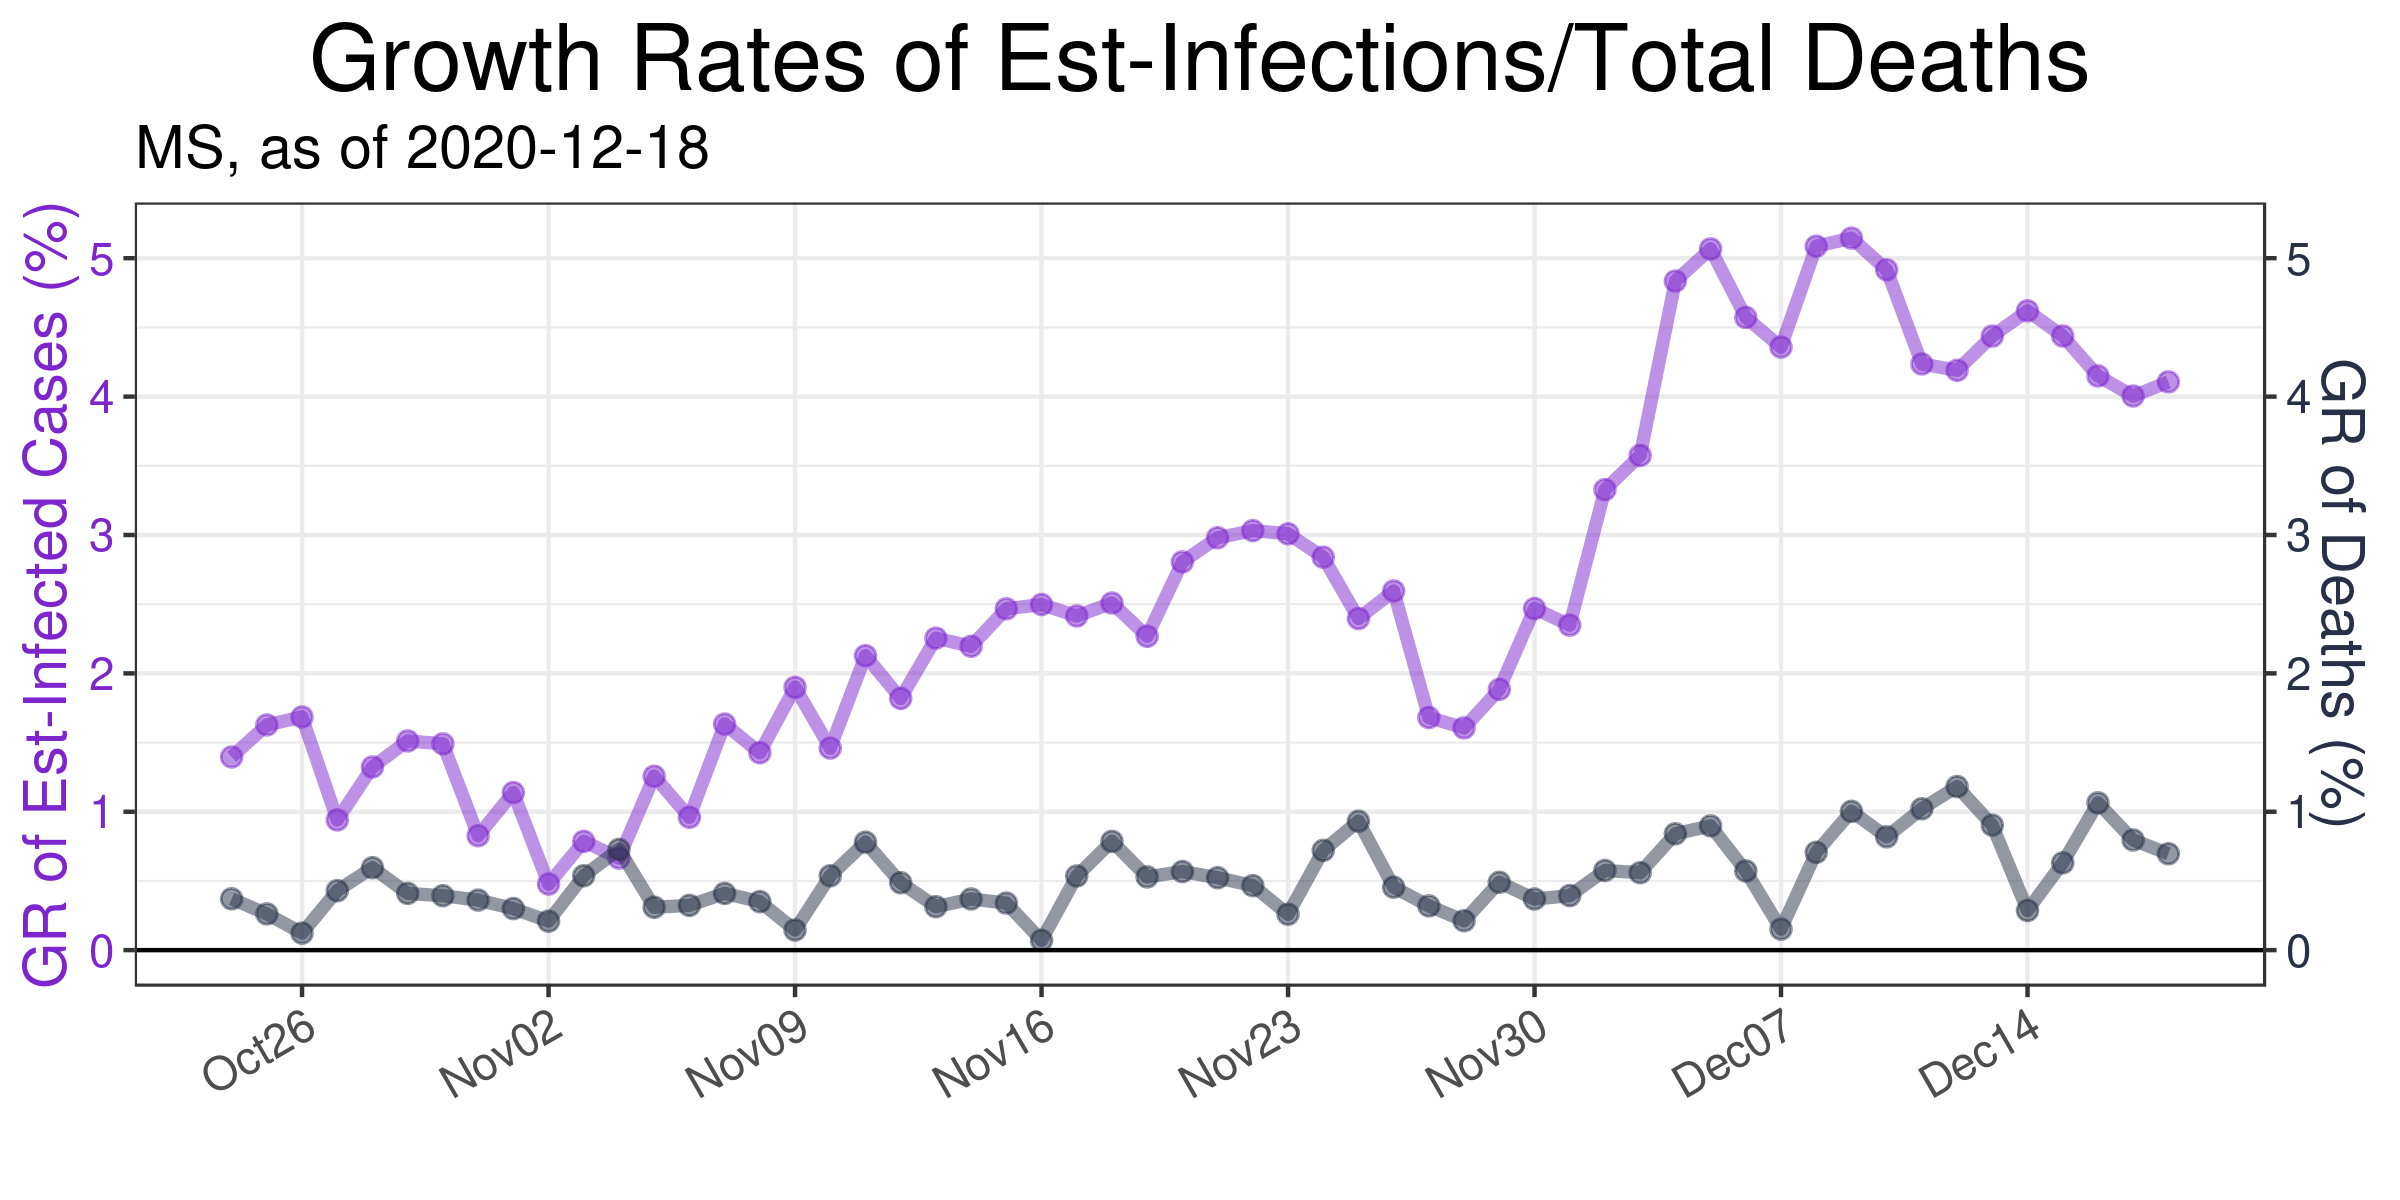 Growth Rates of Est-Infections/Total Deaths
MS, as of 2020-12-18
GR of Est-Infected Cases (%)
5
4
3
2
1
0
5
4
3
2
1
0
GR of Deaths (%)
Oct26
Nov02
Nov09
Nov16
Nov23
Nov30
Dec07
Dec14